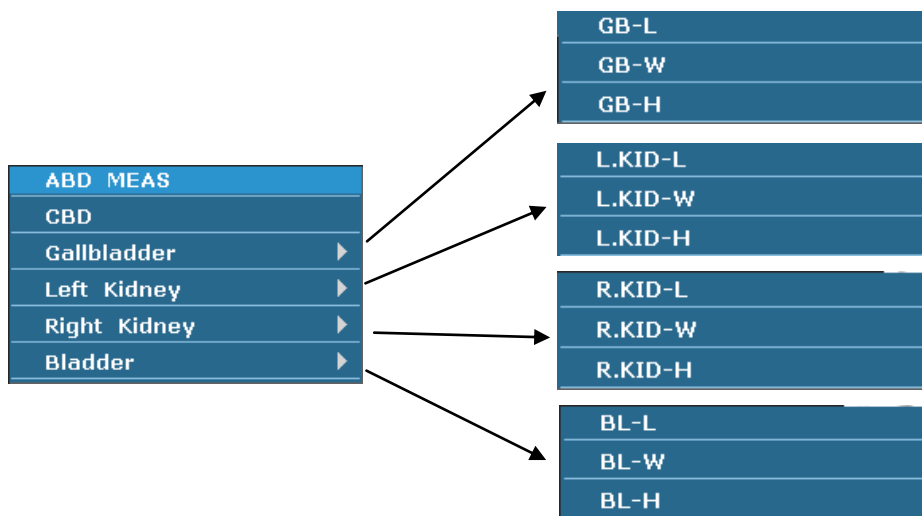 ABD MEAS
CBD
Gallbladder
Left Kidney
Right Kidney
Bladder
GB-L
GB-W
GB-H
L.KID-L
L.KID-W
L.KID-H
R.KID-L
R.KID-W
R.KID-H
BL-L
BL-W
BL-H